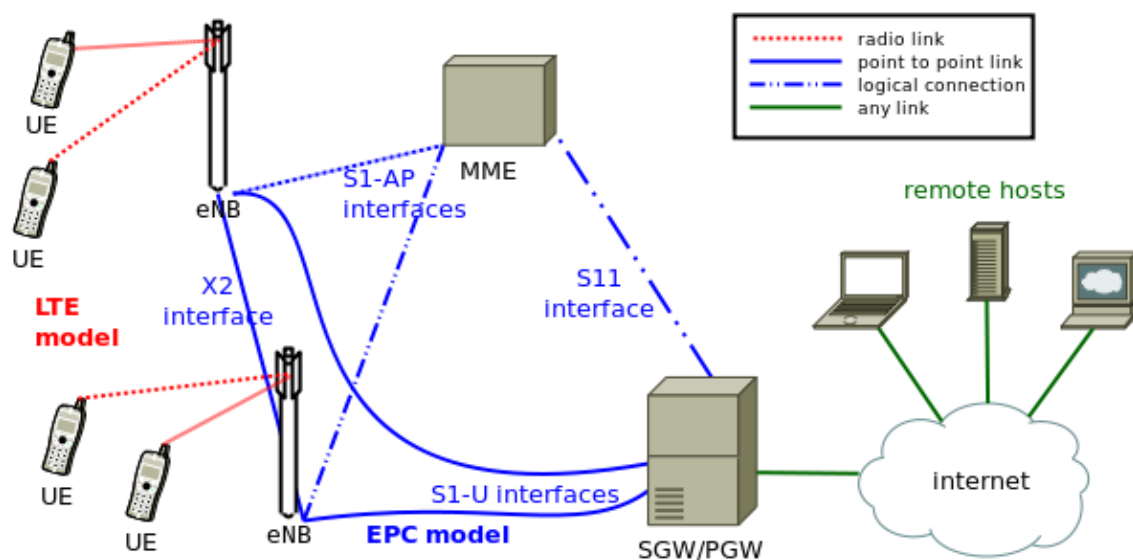 radio link
point to point link
logical connection
any link
UE
UE
eNB
MME
S1-AP
interfaces
remote hosts
X2
interface
S11
interface
LTE
model
UE
UE
eNB
S1-U interfaces
EPC model
SGW/PGW
internet